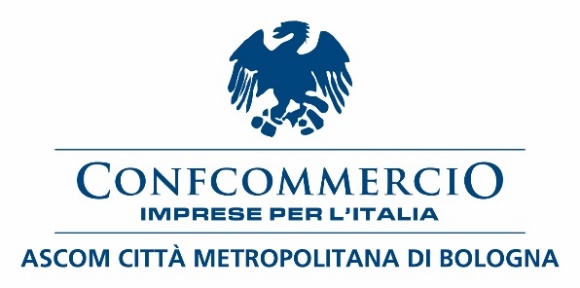 CONFCOMMERCIO
IMPRESE PER L'ITALIA
ASCOM CITTÀ METROPOLITANA DI BOLOGNA